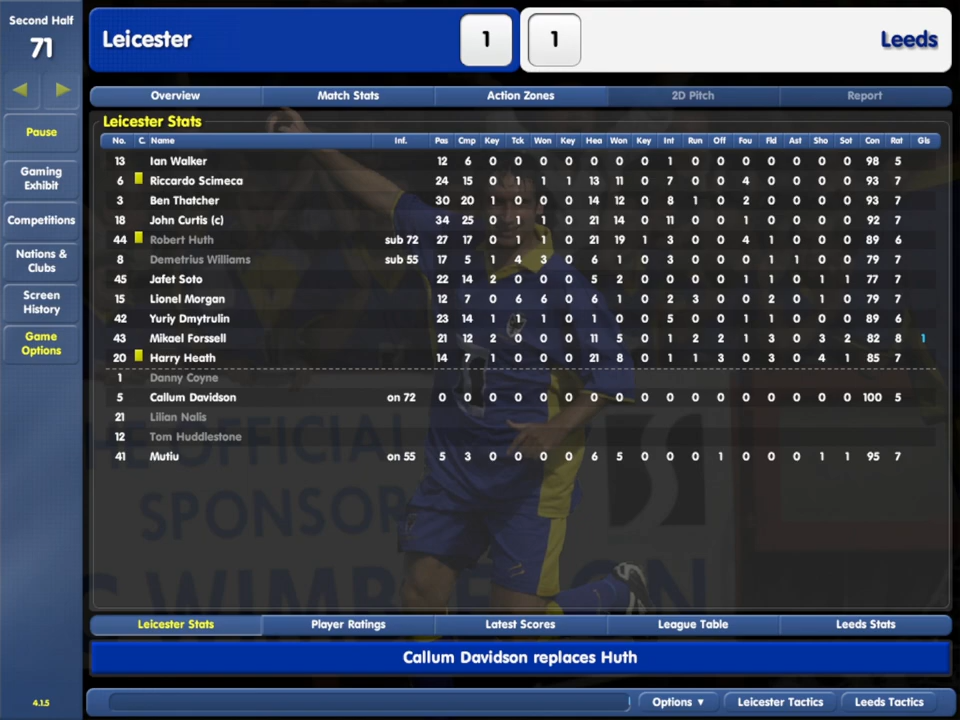 Second Half
71
Leicester 1 1 Leeds
Overview Match Stats Action Zones 2D Pitch Report
Pause
Gaming Exhibit
Competitions
Nations & Clubs
Screen History
Game Options
Leicester Stats
No. C. Name Inf. Pas Cmp Key Tck Won Key Hea Won Key Int Run Off Fou Fld Ast Sho Sot Con Rat Gls
13 Ian Walker 12 6 0 0 0 0 0 0 0 1 0 0 0 0 0 0 0 98 5
6 Riccardo Scimeca 24 15 0 1 1 1 13 11 0 7 0 0 4 0 0 0 0 93 7
3 Ben Thatcher 30 20 1 0 0 0 14 12 0 8 1 0 2 0 0 0 0 93 7
18 John Curtis (c) 34 25 0 1 1 0 21 14 0 11 0 0 1 0 0 0 0 92 7
44 Robert Huth sub 72 27 17 0 1 1 0 21 19 1 3 0 0 4 1 0 0 0 89 6
8 Demetrius Williams sub 55 17 5 1 4 3 0 6 1 0 3 0 0 0 1 1 0 0 79 7
45 Jafet Soto 22 14 2 0 0 0 5 2 0 0 0 0 1 0 0 1 1 77 7
15 Lionel Morgan 12 7 0 6 6 0 6 1 0 2 3 0 0 2 0 1 0 79 7
42 Yuriy Dmytrulin 23 14 1 1 1 0 1 0 0 5 0 0 1 1 0 0 0 89 6
43 Mikael Forssell 21 12 2 0 0 0 11 5 0 1 2 2 1 3 0 3 2 82 8 1
20 Harry Heath 14 7 1 0 0 0 21 8 0 1 1 3 0 3 0 4 1 85 7
1 Danny Coyne
5 Callum Davidson on 72 0 0 0 0 0 0 0 0 0 0 0 0 0 0 0 0 0 100 5
21 Lilian Nalis
12 Tom Huddlestone
41 Mutiu on 55 5 3 0 0 0 0 6 5 0 0 0 1 0 0 0 1 1 95 7
THE OFFICIAL
SPONSOR
WIMBLEDON
Leicester Stats Player Ratings Latest Scores League Table Leeds Stats
Callum Davidson replaces Huth
4.1.5
Options ▼ Leicester Tactics Leeds Tactics